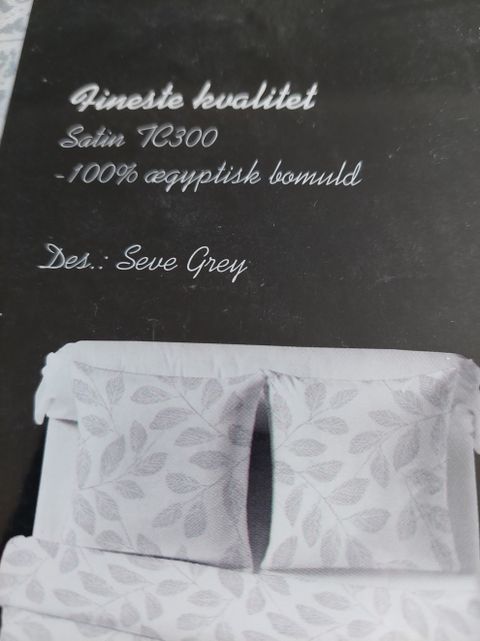 Fineste kvalitet
Satin TC300
-100% ægyptisk bomuld
Des.: Seve Grey